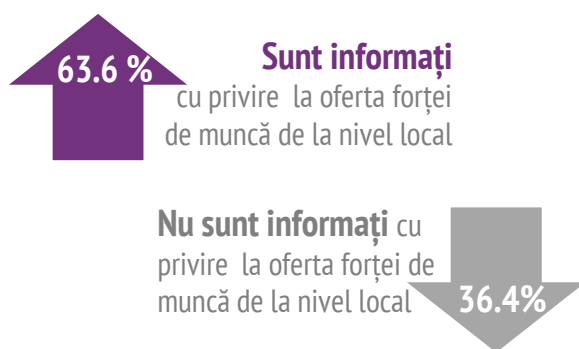 63.6 %
Sunt informați
cu privire la oferta forței
de muncă de la nivel local
Nu sunt informați cu
privire la oferta forței de
muncă de la nivel local
36.4%